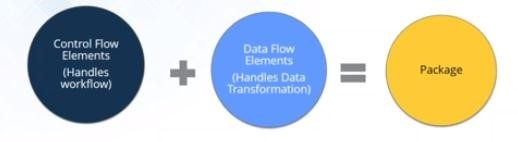 Control Flow
Elements
(Handles
workflow)
+
Data Flow
Elements
(Handles Data
Transformation)
=
Package